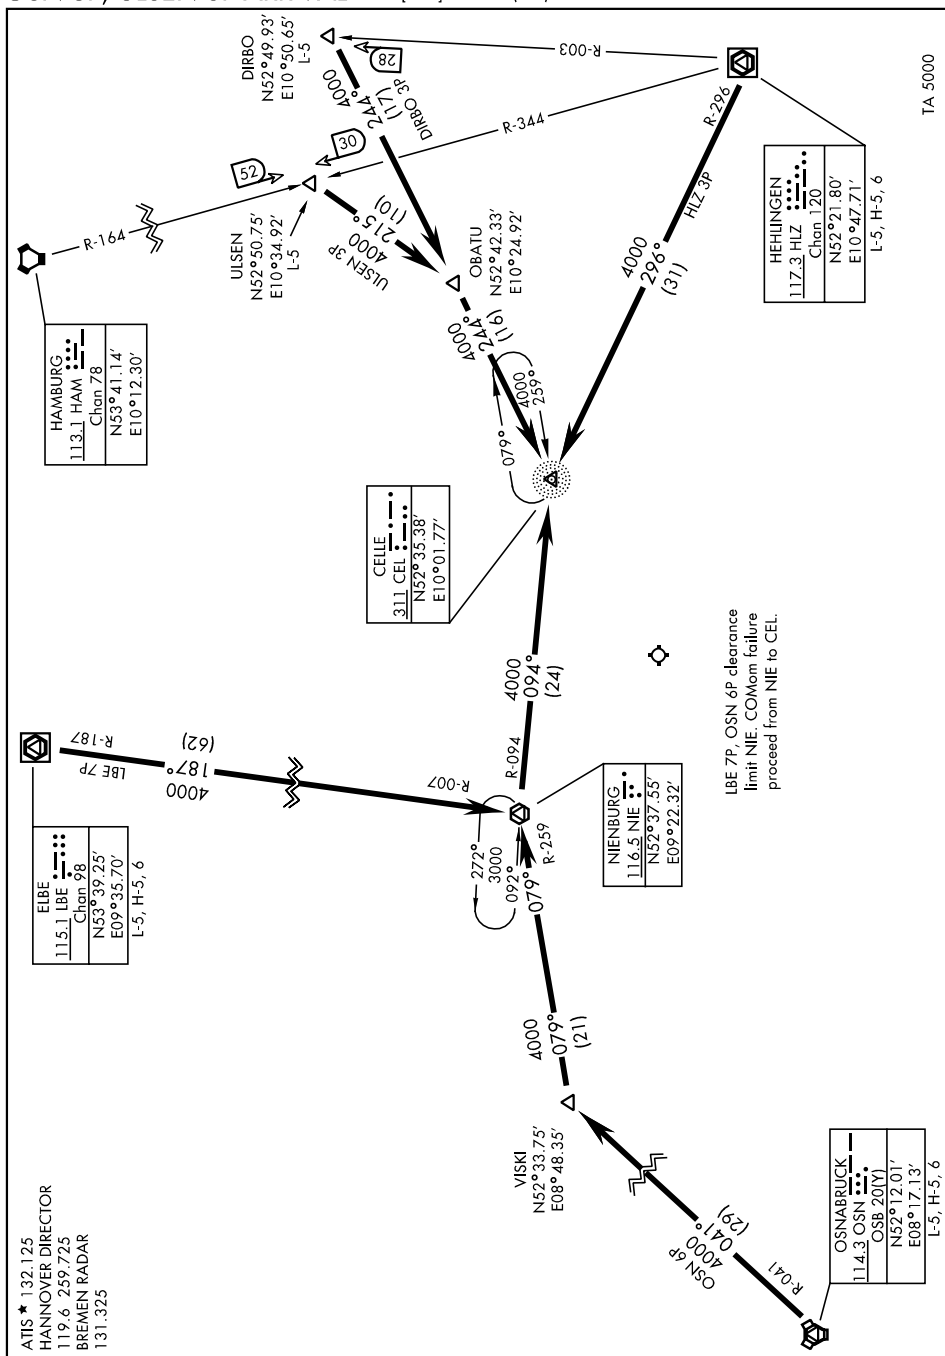 ATIS ★ 132.125
HANNOVER DIRECTOR
119.6 259.725
BREMEN RADAR
131.325
ELBE
115.1 LBE
Chan 98
N53°39.25′
E09°35.70′
L-5, H-5, 6
R-187
LBE 7P
187°
4000
(62)
R-007
HAMBURG
113.1 HAM
Chan 78
N53°41.14′
E10°12.30′
R-164
52
30
28
ULSEN
N52°50.75′
E10°34.92′
L-5
DIRBO
N52°49.93′
E10°50.65′
L-5
R-003
R-344
4000
244°
(17)
DIRBO 3P
(10)
215°
4000
ULSEN 3P
OBATU
N52°42.33′
E10°24.92′
4000
244°
(16)
079°
4000
259°
CELLE
311 CEL
N52°35.38′
E10°01.77′
R-296
HLZ 3P
4000
296°
(31)
HEHLINGEN
117.3 HLZ
Chan 120
N52°21.80′
E10°47.71′
L-5, H-5, 6
TA 5000
4000
094°
(24)
R-094
272°
3000
092°
R-259
079°
NIENBURG
116.5 NIE
N52°37.55′
E09°22.32′
4000
079°
(21)
VISKI
N52°33.75′
E08°48.35′
(29)
041°
4000
OSN 6P
R-041
OSNABRUCK
114.3 OSN
OSB 20(Y)
N52°12.01′
E08°17.13′
L-5, H-5, 6
LBE 7P, OSN 6P clearance
limit NIE. COMom failure
proceed from NIE to CEL.